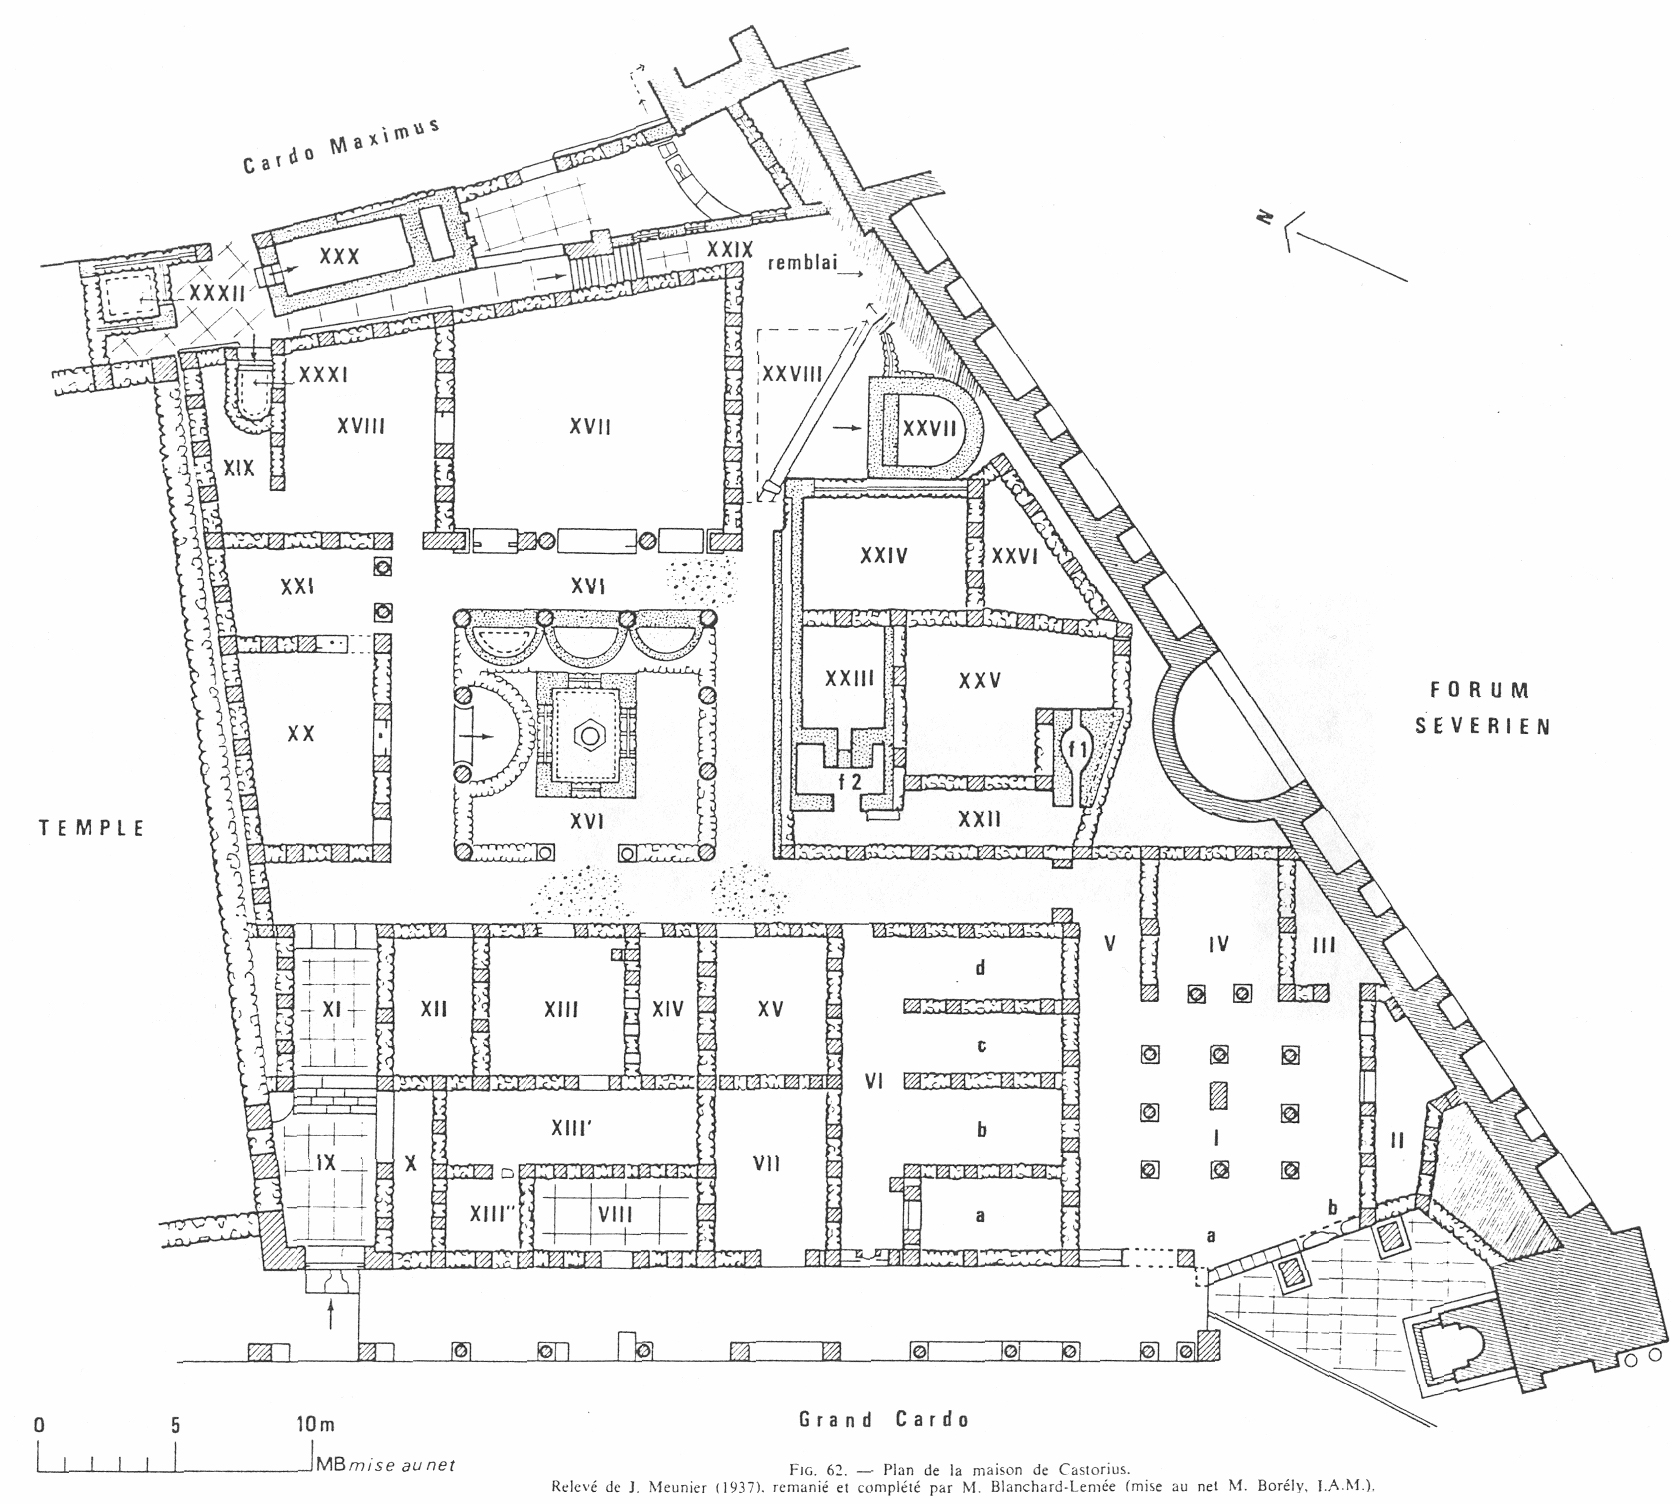 Cardo Maximus
N
XXX
XXIX
remblai
XXXII
XXXI
XXVIII
XVIII
XVII
XXVII
XIX
XXIV
XXVI
XXI
XVI
XXIII
XXV
FORUM
SEVERIEN
XX
f1
f2
TEMPLE
XVI
XXII
V
IV
III
d
XI
XII
XIII
XIV
XV
c
VI
b
I
II
XIII'
IX
X
VII
XIII"
VIII
a
b
a
0 5 10m
Grand Cardo
MB mise au net
FIG. 62. — Plan de la maison de Castorius.
Relevé de J. Meunier (1937). remanié et complété par M. Blanchard-Lemée (mise au net M. Borély, I.A.M.).